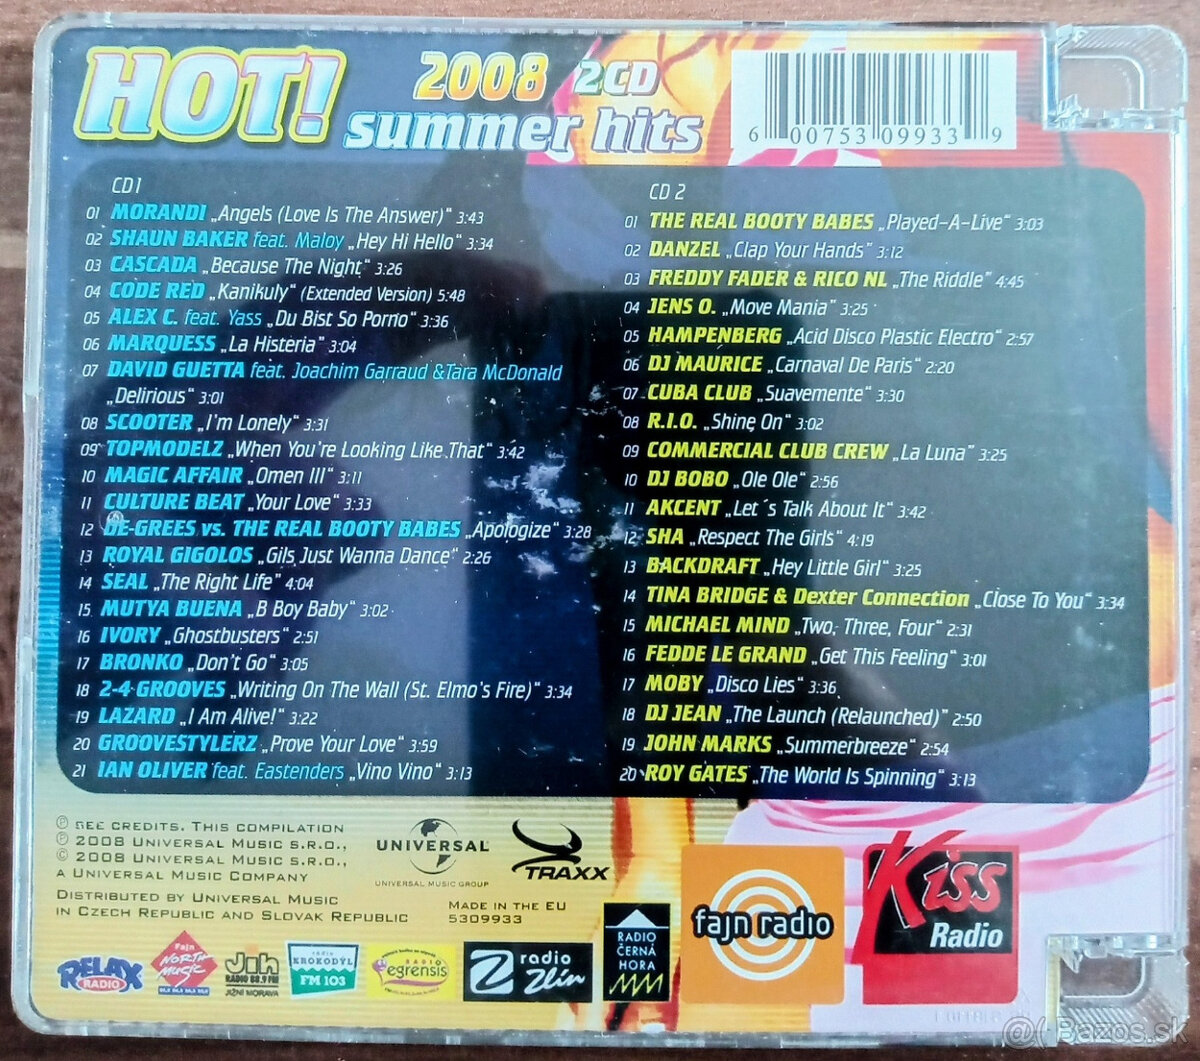 HOT!
2008 2CD
summer hits
6 00753 09933 9
CD 1
01 MORANDI „Angels (Love Is The Answer)“ 3:43
02 SHAUN BAKER feat. Maloy „Hey Hi Hello“ 3:34
03 CASCADA „Because The Night“ 3:26
04 CODE RED „Kanikuly“ (Extended Version) 5:48
05 ALEX C. feat. Yass „Du Bist So Porno“ 3:36
06 MARQUESS „La Histeria“ 3:04
07 DAVID GUETTA feat. Joachim Garraud &Tara McDonald
„Delirious“ 3:01
08 SCOOTER „I'm Lonely“ 3:31
09 TOPMODELZ „When You're Looking Like That“ 3:42
10 MAGIC AFFAIR „Omen III“ 3:11
11 CULTURE BEAT „Your Love“ 3:33
12 DE-GREES vs. THE REAL BOOTY BABES „Apologize“ 3:28
13 ROYAL GIGOLOS „Gils Just Wanna Dance“ 2:26
14 SEAL „The Right Life“ 4:04
15 MUTYA BUENA „B Boy Baby“ 3:02
16 IVORY „Ghostbusters“ 2:51
17 BRONKO „Don't Go“ 3:05
18 2-4 GROOVES „Writing On The Wall (St. Elmo's Fire)“ 3:34
19 LAZARD „I Am Alive!“ 3:22
20 GROOVESTYLERZ „Prove Your Love“ 3:59
21 IAN OLIVER feat. Eastenders „Vino Vino“ 3:13
CD 2
01 THE REAL BOOTY BABES „Played-A-Live“ 3:03
02 DANZEL „Clap Your Hands“ 3:12
03 FREDDY FADER & RICO NL „The Riddle“ 4:45
04 JENS O. „Move Mania“ 3:25
05 HAMPENBERG „Acid Disco Plastic Electro“ 2:57
06 DJ MAURICE „Carnaval De Paris“ 2:20
07 CUBA CLUB „Suavemente“ 3:30
08 R.I.O. „Shine On“ 3:02
09 COMMERCIAL CLUB CREW „La Luna“ 3:25
10 DJ BOBO „Ole Ole“ 2:56
11 AKCENT „Let´s Talk About It“ 3:42
12 SHA „Respect The Girls“ 4:19
13 BACKDRAFT „Hey Little Girl“ 3:25
14 TINA BRIDGE & Dexter Connection „Close To You“ 3:34
15 MICHAEL MIND „Two, Three, Four“ 2:31
16 FEDDE LE GRAND „Get This Feeling“ 3:01
17 MOBY „Disco Lies“ 3:36
18 DJ JEAN „The Launch (Relaunched)“ 2:50
19 JOHN MARKS „Summerbreeze“ 2:54
20 ROY GATES „The World Is Spinning“ 3:13
℗ SEE CREDITS. THIS COMPILATION
℗ 2008 UNIVERSAL MUSIC S.R.O.,
© 2008 UNIVERSAL MUSIC S.R.O.,
A UNIVERSAL MUSIC COMPANY
DISTRIBUTED BY UNIVERSAL MUSIC
IN CZECH REPUBLIC AND SLOVAK REPUBLIC
UNIVERSAL
UNIVERSAL MUSIC GROUP
TRAXX
MADE IN THE EU
5309933
fajn radio
Kiss
Radio
RELAX
RADIO
Fajn
NORTH
MUSIC
Jih
RADIO 88.9 FM
JIŽNÍ MORAVA
radio
KROKODÝL
FM 103
RADIO
egrensis
radio
Zlín
RADIO
ČERNÁ
HORA
@( Bazos.sk